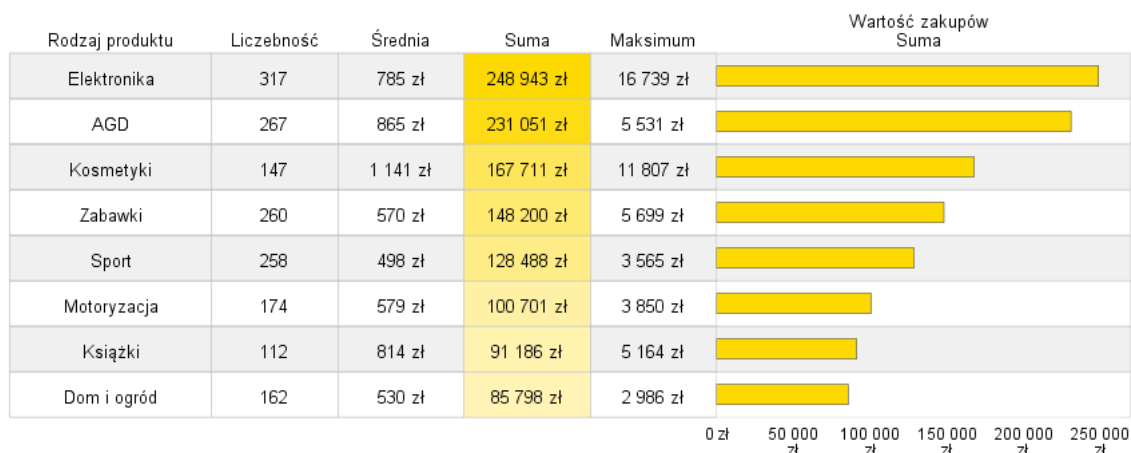 Wartość zakupów
Rodzaj produktu Liczebność Średnia Suma Maksimum Suma
Elektronika 317 785 zł 248 943 zł 16 739 zł
AGD 267 865 zł 231 051 zł 5 531 zł
Kosmetyki 147 1 141 zł 167 711 zł 11 807 zł
Zabawki 260 570 zł 148 200 zł 5 699 zł
Sport 258 498 zł 128 488 zł 3 565 zł
Motoryzacja 174 579 zł 100 701 zł 3 850 zł
Książki 112 814 zł 91 186 zł 5 164 zł
Dom i ogród 162 530 zł 85 798 zł 2 986 zł
0 zł 50 000 100 000 150 000 200 000 250 000
zł zł zł zł zł